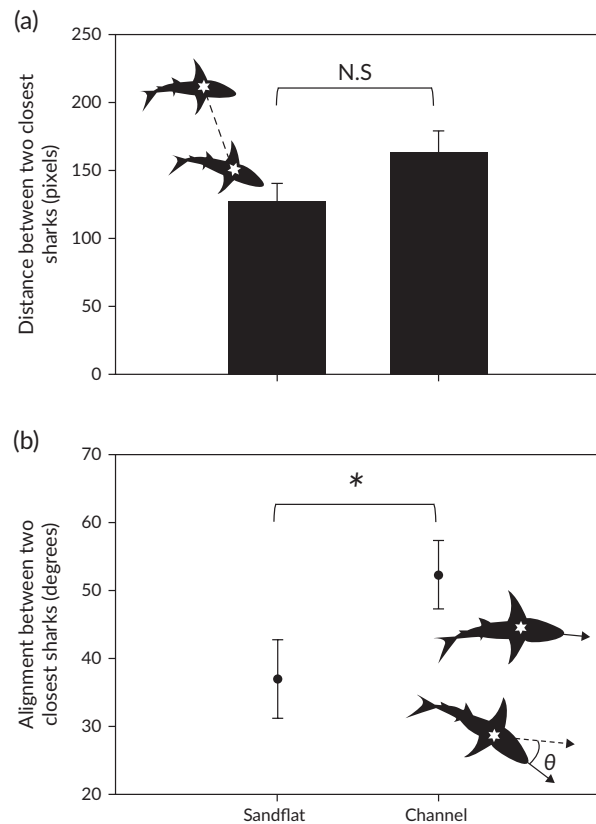 (a)
250
200
150
100
50
0
Distance between two closest
sharks (pixels)
N.S
(b)
70
60
50
40
30
20
Alignment between two
closest sharks (degrees)
*
θ
Sandflat Channel